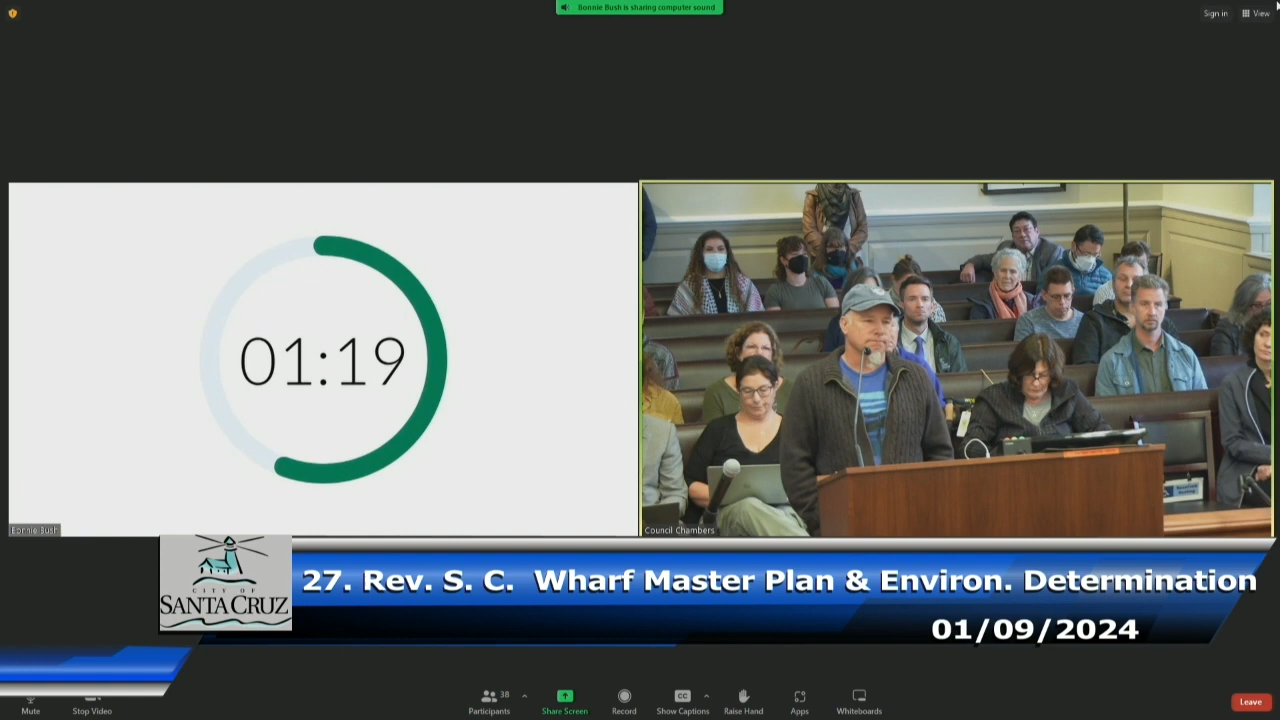 Bonnie Bush is sharing computer sound
Sign in
View
01:19
Bonnie Bush
Council Chambers
CITY OF
SANTA CRUZ
27. Rev. S. C. Wharf Master Plan & Environ. Determination
01/09/2024
Mute
Stop Video
Participants
38
Share Screen
Record
CC
Show Captions
Raise Hand
Apps
Whiteboards
Leave